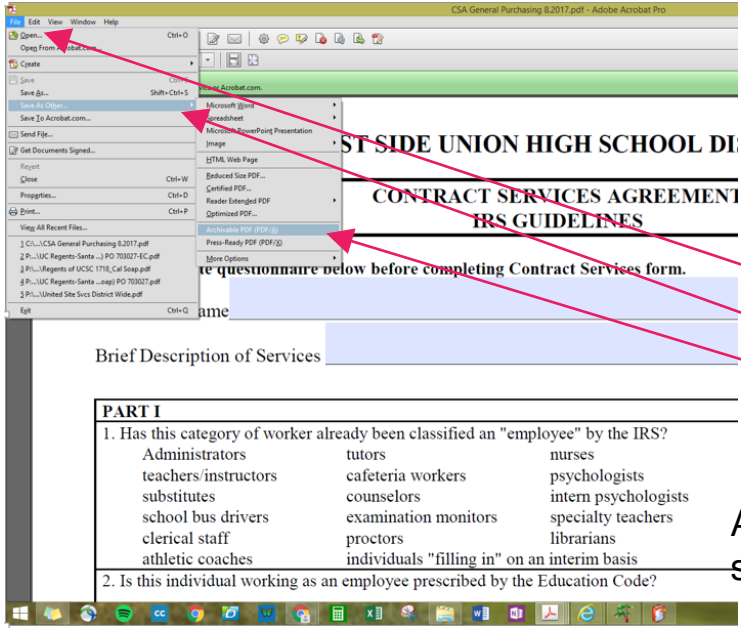 CSA General Purchasing 8.2017.pdf - Adobe Acrobat Pro
File Edit View Window Help
Open... Ctrl+O
Open From Acrobat.com...
Create
Save Ctrl+S
Save As... Shift+Ctrl+S
Save As Other...
Save To Acrobat.com...
Send File...
Get Documents Signed...
Revert
Close Ctrl+W
Properties... Ctrl+D
Print... Ctrl+P
View All Recent Files...
1 C:\...\CSA General Purchasing 8.2017.pdf
2 P:...\UC Regents-Santa ...) PO 703027-EC.pdf
3 P:\...\Regents of UCSC 1718_Cal Soap.pdf
4 P:...\UC Regents-Santa ...oap) PO 703027.pdf
5 P:\...\United Site Svcs District Wide.pdf
Exit Ctrl+Q
or Acrobat.com.
Microsoft Word
Spreadsheet
Microsoft PowerPoint Presentation
Image
HTML Web Page
Reduced Size PDF...
Certified PDF...
Reader Extended PDF
Optimized PDF...
Archivable PDF (PDF/A)
Press-Ready PDF (PDF/X)
More Options
ST SIDE UNION HIGH SCHOOL DI
CONTRACT SERVICES AGREEMENT
IRS GUIDELINES
te questionnaire below before completing Contract Services form.
ame
Brief Description of Services
PART I
1. Has this category of worker already been classified an "employee" by the IRS?
Administrators tutors nurses
teachers/instructors cafeteria workers psychologists
substitutes counselors intern psychologists
school bus drivers examination monitors specialty teachers
clerical staff proctors librarians
athletic coaches individuals "filling in" on an interim basis
2. Is this individual working as an employee prescribed by the Education Code?
A
s